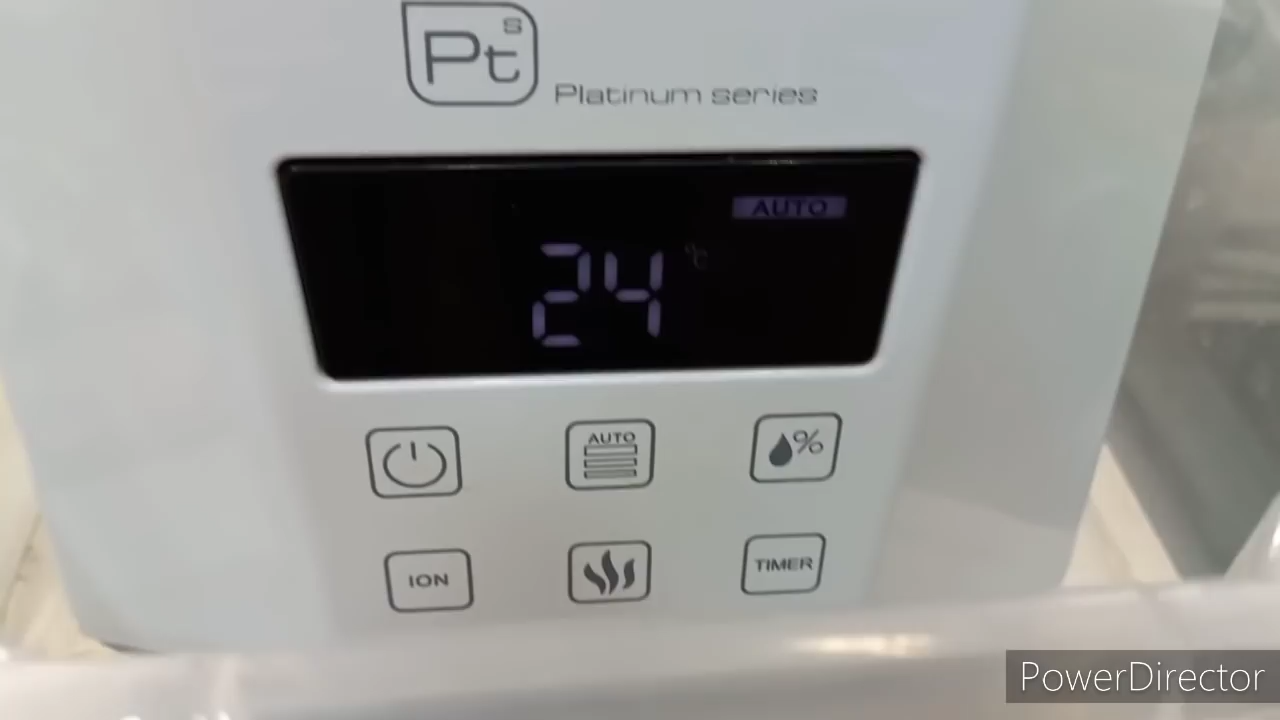 Pt s
Platinum series
AUTO
24 °C
AUTO
%
ION
TIMER
PowerDirector